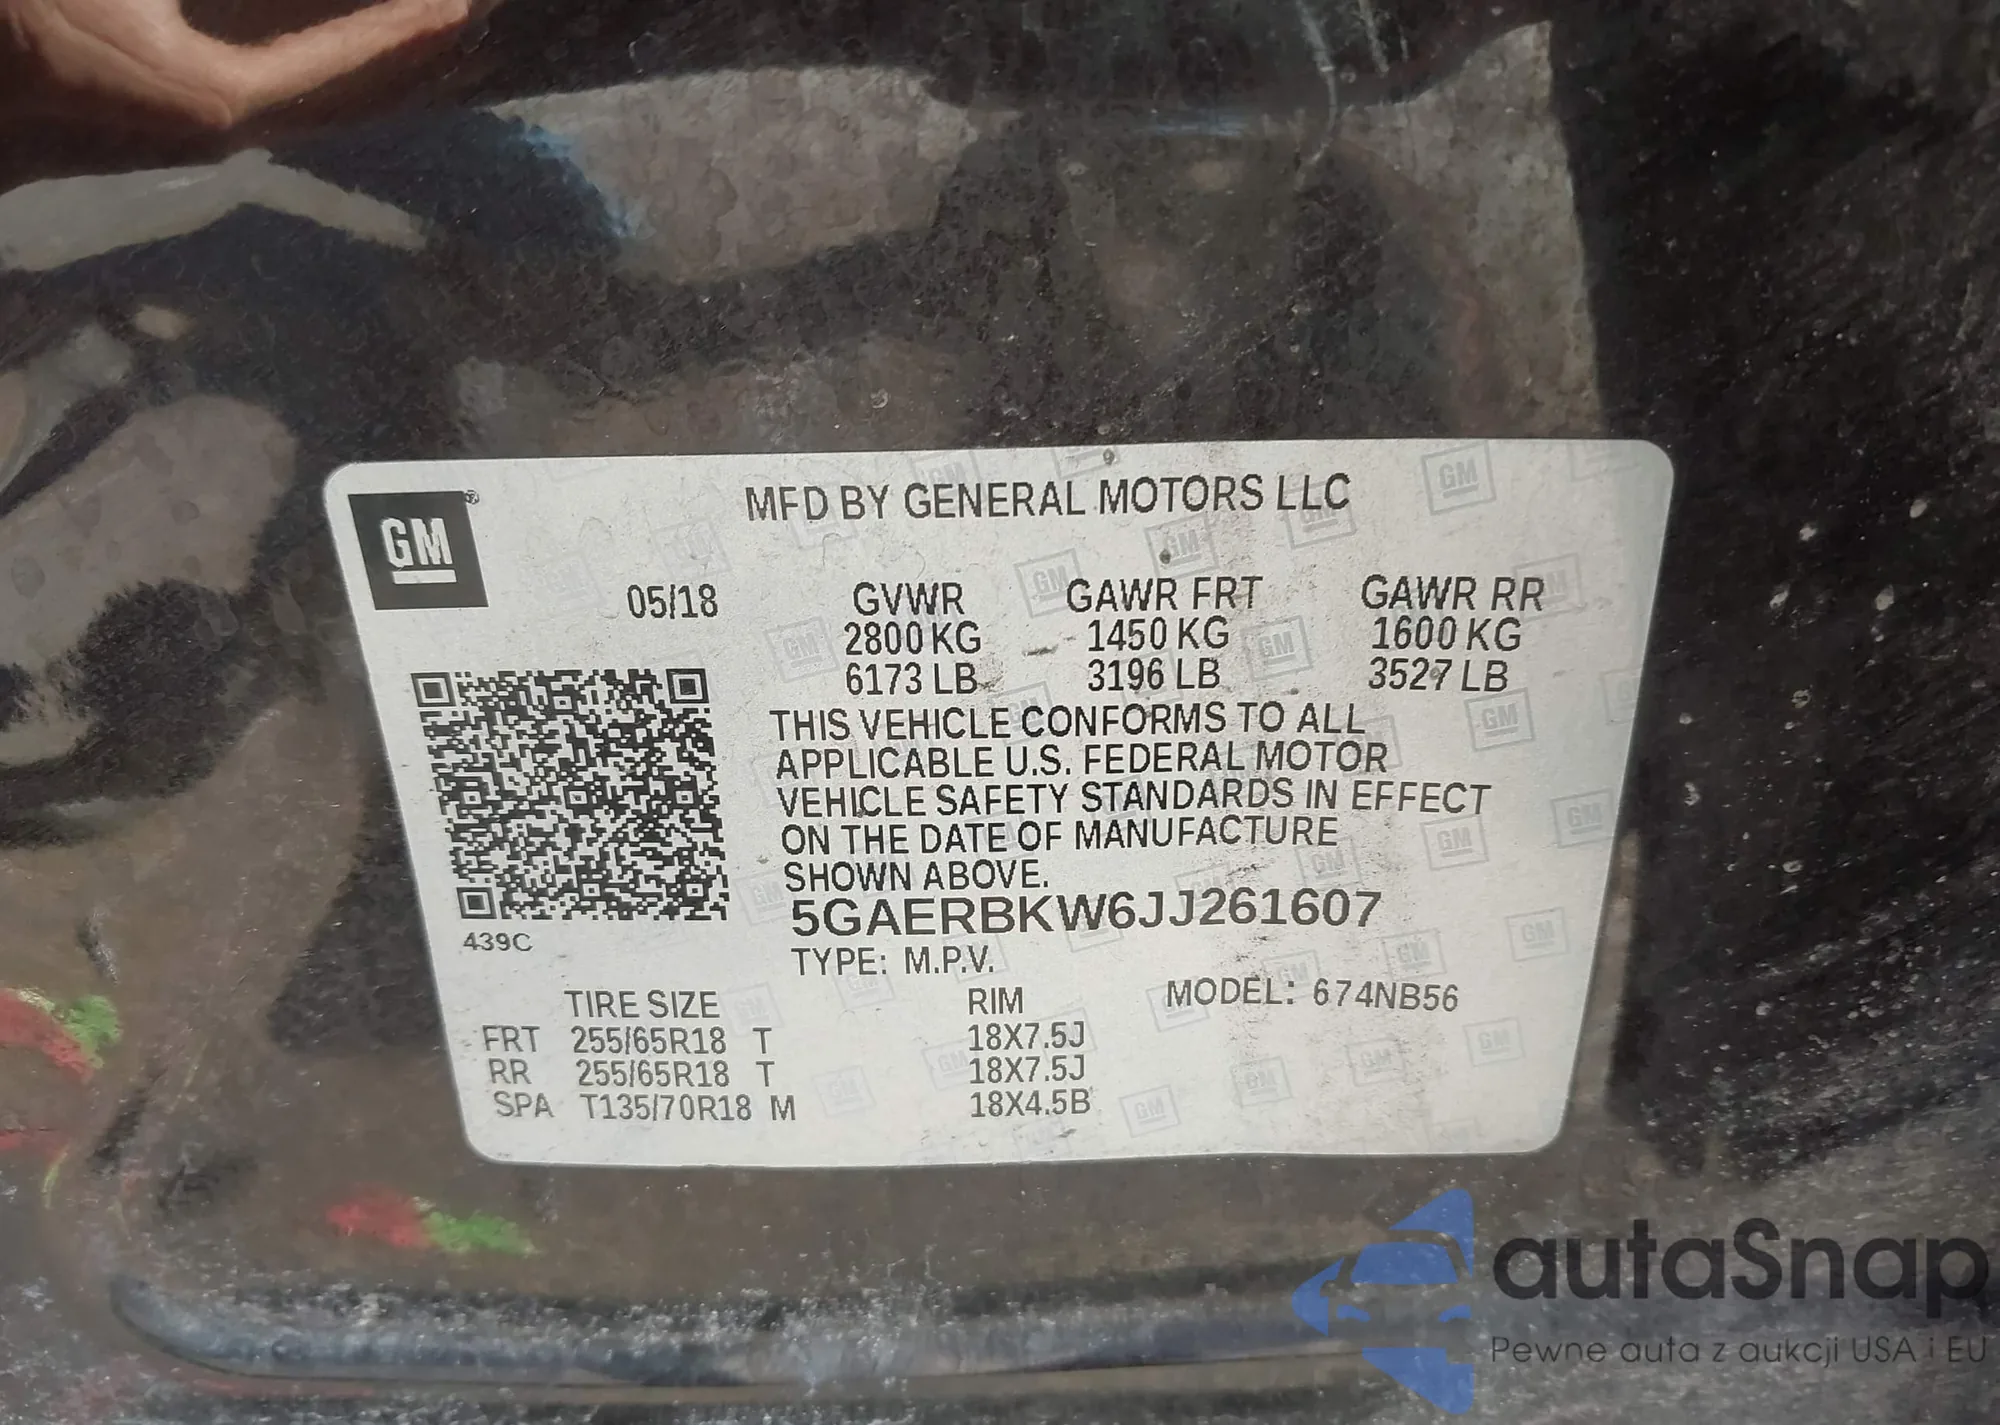 GM
®
MFD BY GENERAL MOTORS LLC
05/18
GVWR GAWR FRT GAWR RR
2800 KG 1450 KG 1600 KG
6173 LB 3196 LB 3527 LB
THIS VEHICLE CONFORMS TO ALL
APPLICABLE U.S. FEDERAL MOTOR
VEHICLE SAFETY STANDARDS IN EFFECT
ON THE DATE OF MANUFACTURE
SHOWN ABOVE.
5GAERBKW6JJ261607
439C
TYPE: M.P.V.
MODEL: 674NB56
TIRE SIZE RIM
FRT 255/65R18 T 18X7.5J
RR 255/65R18 T 18X7.5J
SPA T135/70R18 M 18X4.5B
autaSnap
Pewne auta z aukcji USA i EU